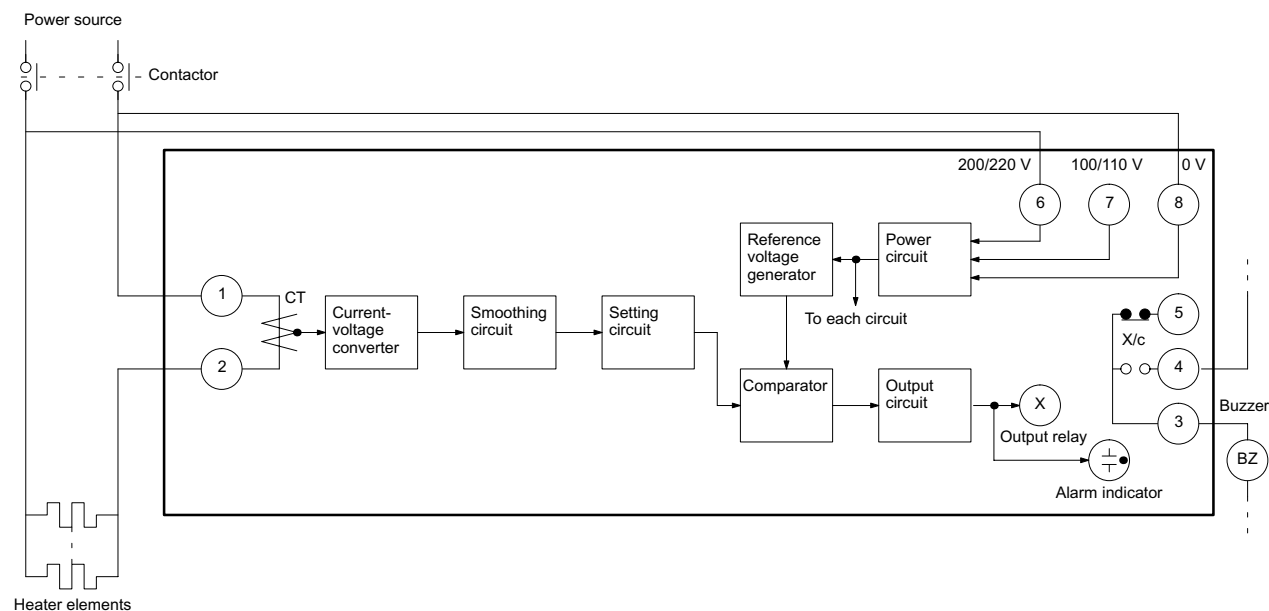 Power source
Contactor
200/220 V
100/110 V
0 V
6
7
8
Reference
voltage
generator
Power
circuit
1
CT
Current-
voltage
converter
Smoothing
circuit
Setting
circuit
To each circuit
5
X/c
4
2
Comparator
Output
circuit
X
Output relay
3
Buzzer
BZ
Alarm indicator
Heater elements